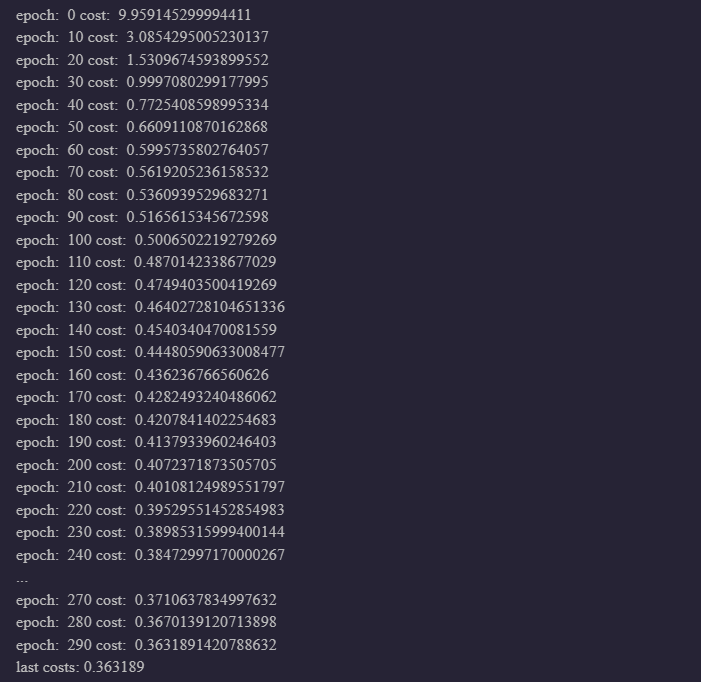 epoch:  0 cost:  9.959145299994411
epoch:  10 cost:  3.0854295005230137
epoch:  20 cost:  1.5309674593899552
epoch:  30 cost:  0.9997080299177995
epoch:  40 cost:  0.7725408598995334
epoch:  50 cost:  0.6609110870162868
epoch:  60 cost:  0.5995735802764057
epoch:  70 cost:  0.5619205236158532
epoch:  80 cost:  0.5360939529683271
epoch:  90 cost:  0.5165615345672598
epoch:  100 cost:  0.5006502219279269
epoch:  110 cost:  0.4870142338677029
epoch:  120 cost:  0.4749403500419269
epoch:  130 cost:  0.46402728104651336
epoch:  140 cost:  0.4540340470081559
epoch:  150 cost:  0.44480590633008477
epoch:  160 cost:  0.436236766560626
epoch:  170 cost:  0.4282493240486062
epoch:  180 cost:  0.4207841402254683
epoch:  190 cost:  0.4137933960246403
epoch:  200 cost:  0.4072371873505705
epoch:  210 cost:  0.40108124989551797
epoch:  220 cost:  0.39529551452854983
epoch:  230 cost:  0.38985315999400144
epoch:  240 cost:  0.38472997170000267
...
epoch:  270 cost:  0.3710637834997632
epoch:  280 cost:  0.3670139120713898
epoch:  290 cost:  0.3631891420788632
last costs: 0.363189